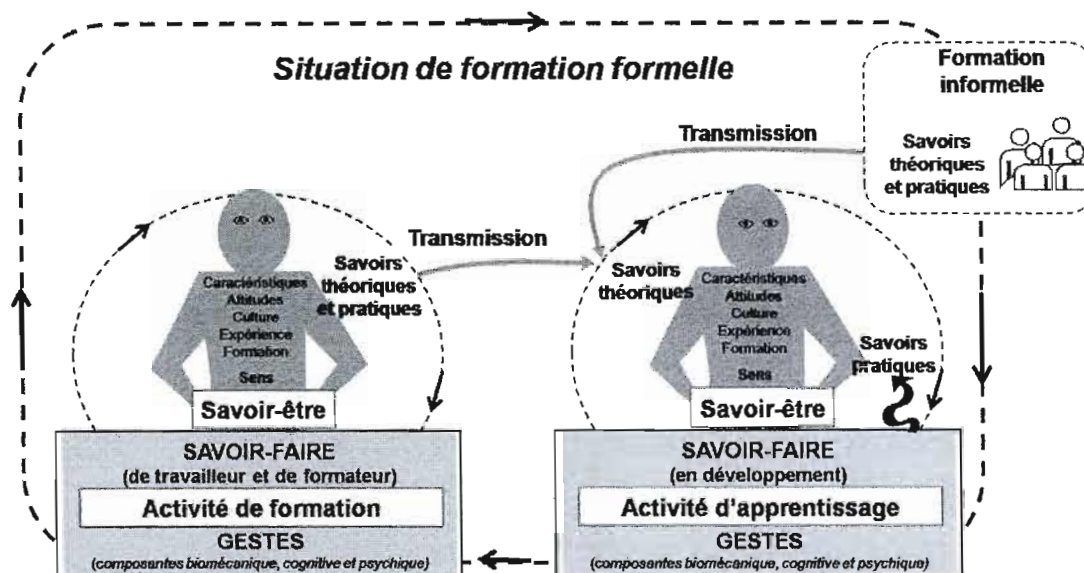 Situation de formation formelle
Formation
informelle
Savoirs
théoriques
et pratiques
Transmission
Transmission
Savoirs
théoriques
et pratiques
Caractéristiques
Attitudes
Culture
Expérience
Formation
Sens
Savoir-être
SAVOIR-FAIRE
(de travailleur et de formateur)
Activité de formation
GESTES
(composantes biomécanique, cognitive et psychique)
Savoirs
théoriques
Caractéristiques
Attitudes
Culture
Expérience
Formation
Sens
Savoirs
pratiques
Savoir-être
SAVOIR-FAIRE
(en développement)
Activité d'apprentissage
GESTES
(composantes biomécanique, cognitive et psychique)